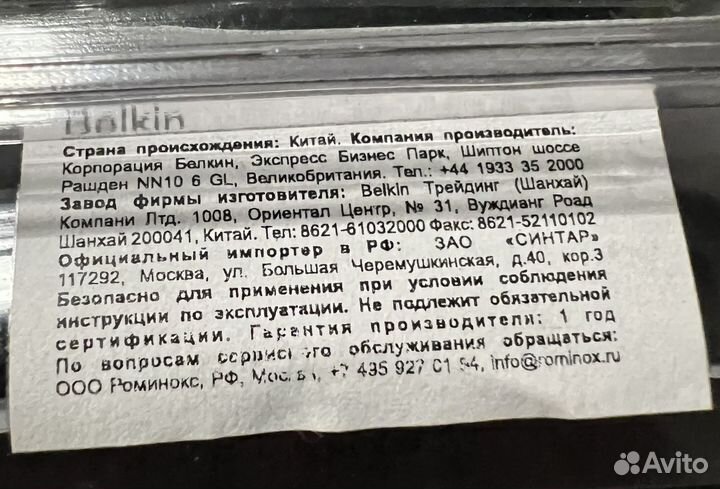 Belkin
Страна происхождения: Китай. Компания производитель:
Корпорация Белкин, Экспресс Бизнес Парк, Шиптон шоссе
Рашден NN10 6 GL, Великобритания. Тел.: +44 1933 35 2000
Завод фирмы изготовителя: Belkin Трейдинг (Шанхай)
Компани Лтд. 1008, Ориентал Центр, № 31, Вуждианг Роад
Шанхай 200041, Китай. Тел: 8621-61032000 Факс: 8621-52110102
Официальный импортер в РФ: ЗАО «СИНТАР»
117292, Москва, ул. Большая Черемушкинская, д.40, кор.3
Безопасно для применения при условии соблюдения
инструкции по эксплуатации. Не подлежит обязательной
сертификации. Гарантия производителя: 1 год
По вопросам сервисного обслуживания обращаться:
ООО Роминокс, РФ, Москва, +7 495 927 01 94, info@rominox.ru
Avito